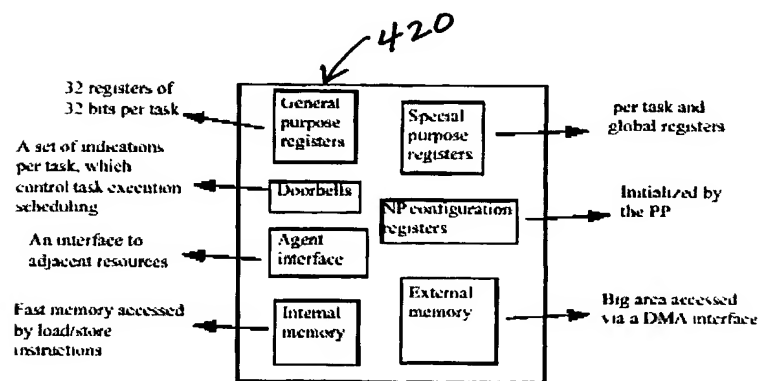 420
32 registers of
32 bits per task
General
purpose
registers
Special
purpose
registers
per task and
global registers
A set of indications
per task, which
control task execution
scheduling
Doorbells
NP configuration
registers
Initialized by
the PP
An interface to
adjacent resources
Agent
interface
Fast memory accessed
by load/store
instructions
Internal
memory
External
memory
Big area accessed
via a DMA interface